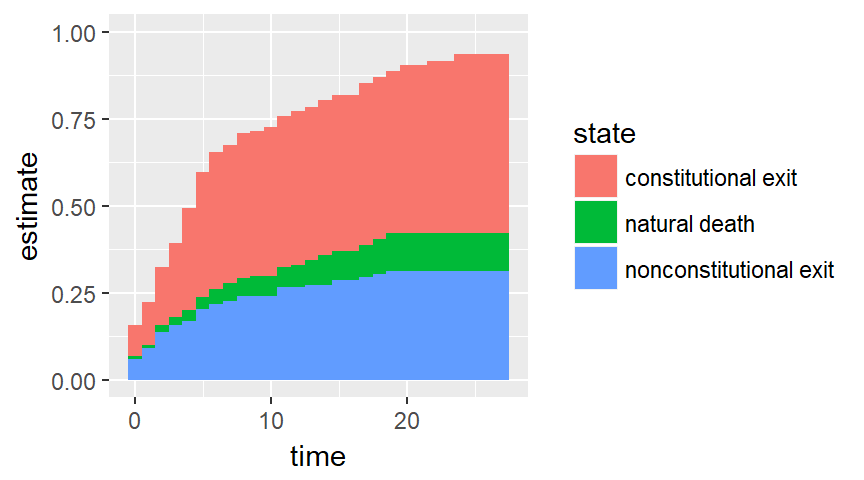 1.00
0.75
0.50
0.25
0.00
estimate
0 10 20
time
state
constitutional exit
natural death
nonconstitutional exit